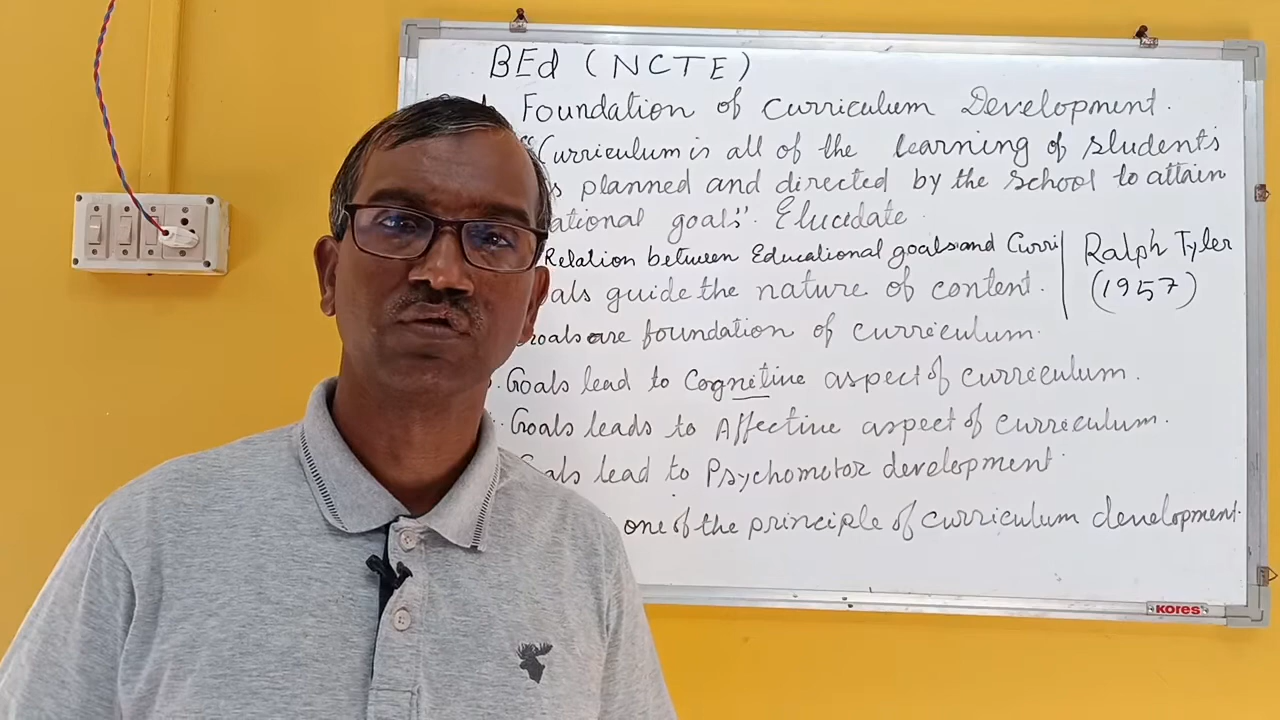 BEd (NCTE)
Foundation of Curriculum Development.
"Curriculum is all of the learning of students
planned and directed by the school to attain
goals". Elucidate.
Relation between Educational goals and Curri
Ralph Tyler
(1957)
guide the nature of content.
are foundation of curriculum.
Goals lead to Cognetive aspect of curriculum.
Goals leads to Affective aspect of curriculum.
lead to Psychomotor development.
one of the principle of curriculum development.
KORES